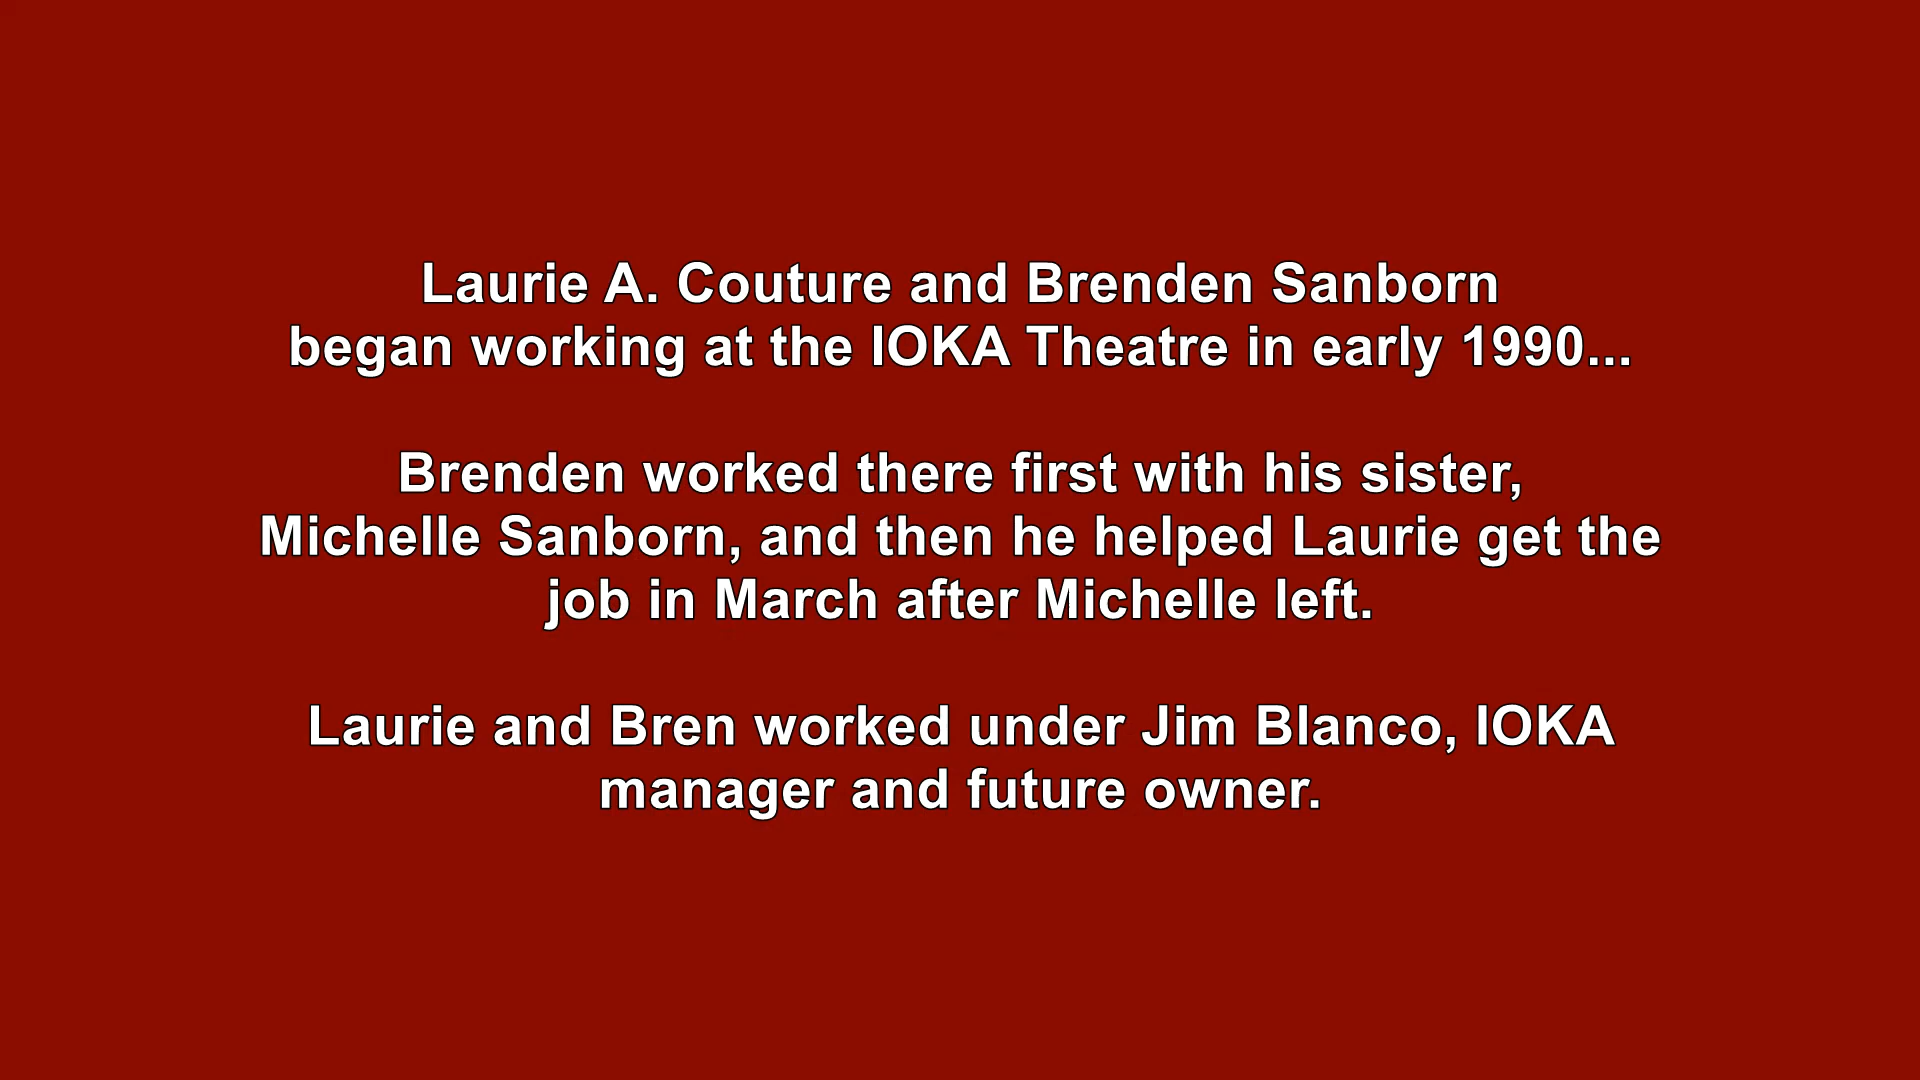 Laurie A. Couture and Brenden Sanborn
began working at the IOKA Theatre in early 1990...
Brenden worked there first with his sister,
Michelle Sanborn, and then he helped Laurie get the
job in March after Michelle left.
Laurie and Bren worked under Jim Blanco, IOKA
manager and future owner.